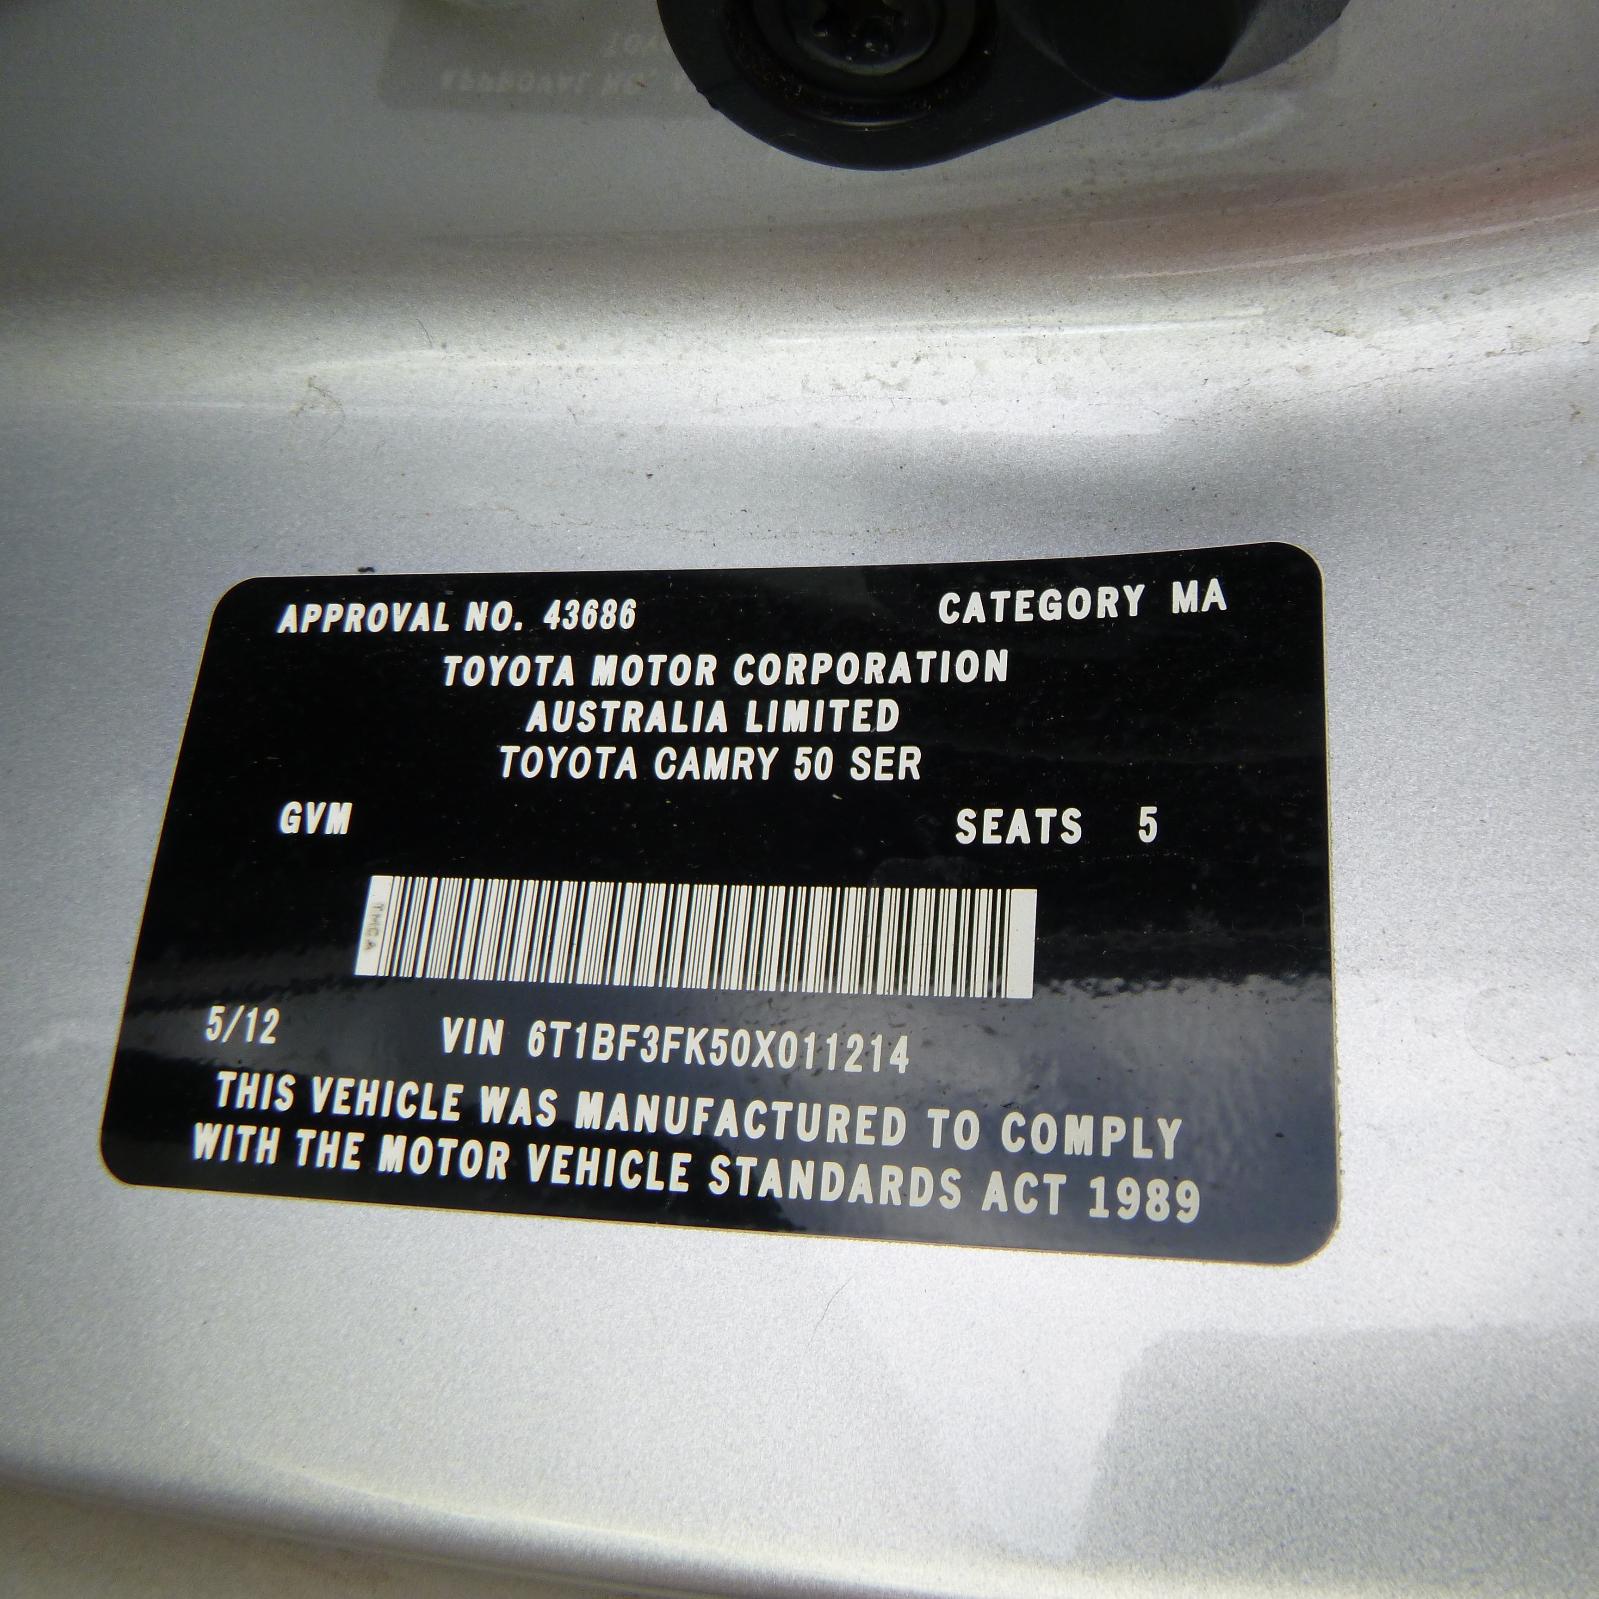 APPROVAL NO. 43686 CATEGORY MA
TOYOTA MOTOR CORPORATION
AUSTRALIA LIMITED
TOYOTA CAMRY 50 SER
GVM SEATS 5
TMCA
5/12 VIN 6T1BF3FK50X011214
THIS VEHICLE WAS MANUFACTURED TO COMPLY
WITH THE MOTOR VEHICLE STANDARDS ACT 1989